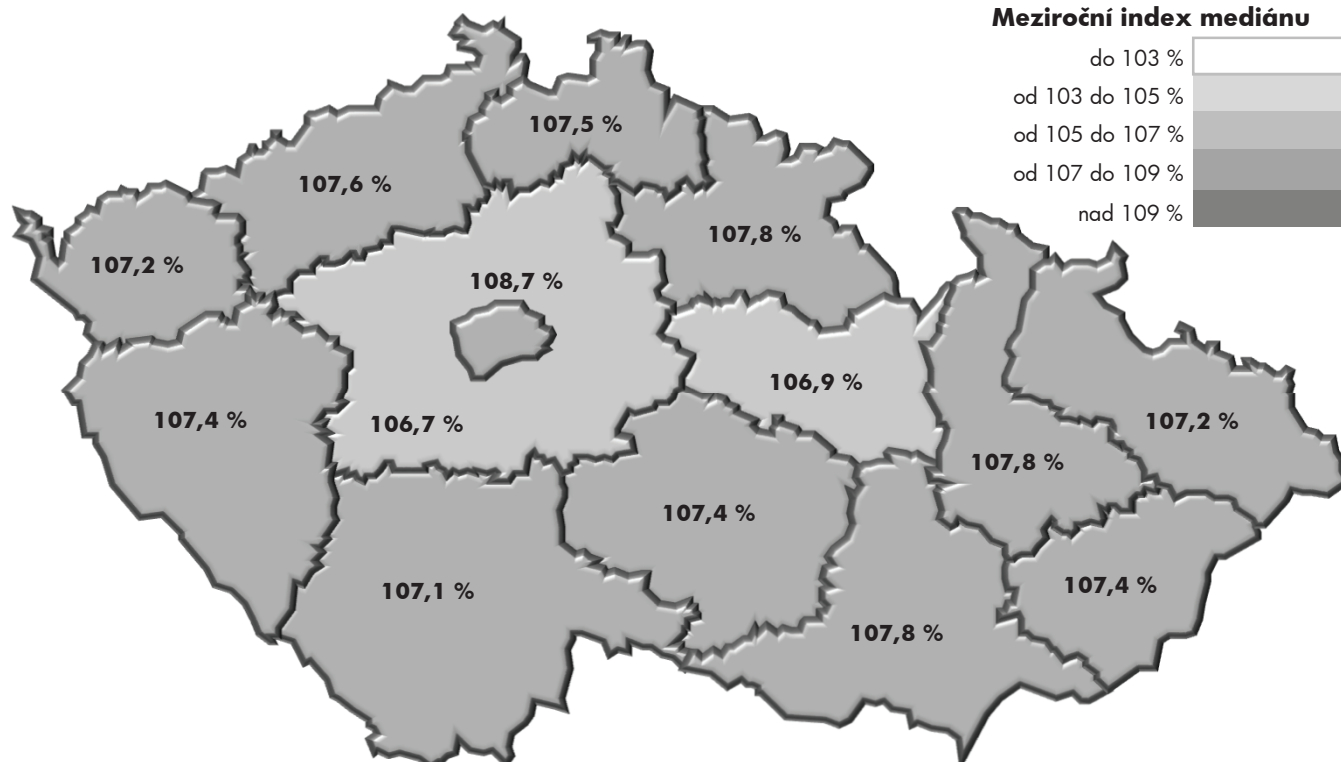 Meziroční index mediánu
do 103 %
od 103 do 105 %
od 105 do 107 %
od 107 do 109 %
nad 109 %
107,5 %
107,6 %
107,8 %
107,2 %
108,7 %
106,9 %
107,4 %
106,7 %
107,2 %
107,8 %
107,4 %
107,1 %
107,4 %
107,8 %